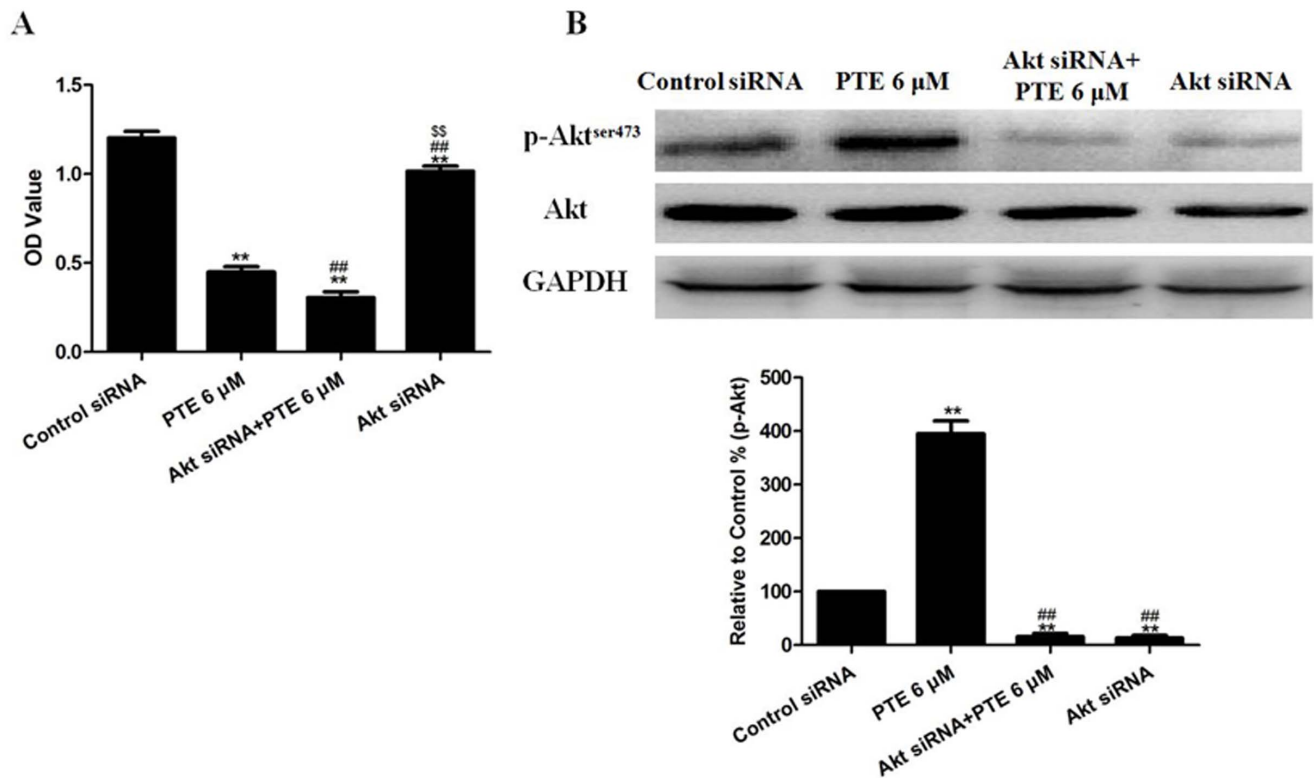 A
1.5
1.0
0.5
0.0
OD Value
**
##
**
$$
##
**
Control siRNA
PTE 6 μM
Akt siRNA+PTE 6 μM
Akt siRNA
B
Control siRNA
PTE 6 μM
Akt siRNA+
PTE 6 μM
Akt siRNA
p-Aktˢᵉʳ⁴⁷³
Akt
GAPDH
500
400
300
200
100
0
Relative to Control % (p-Akt)
**
##
**
##
**
Control siRNA
PTE 6 μM
Akt siRNA+PTE 6 μM
Akt siRNA